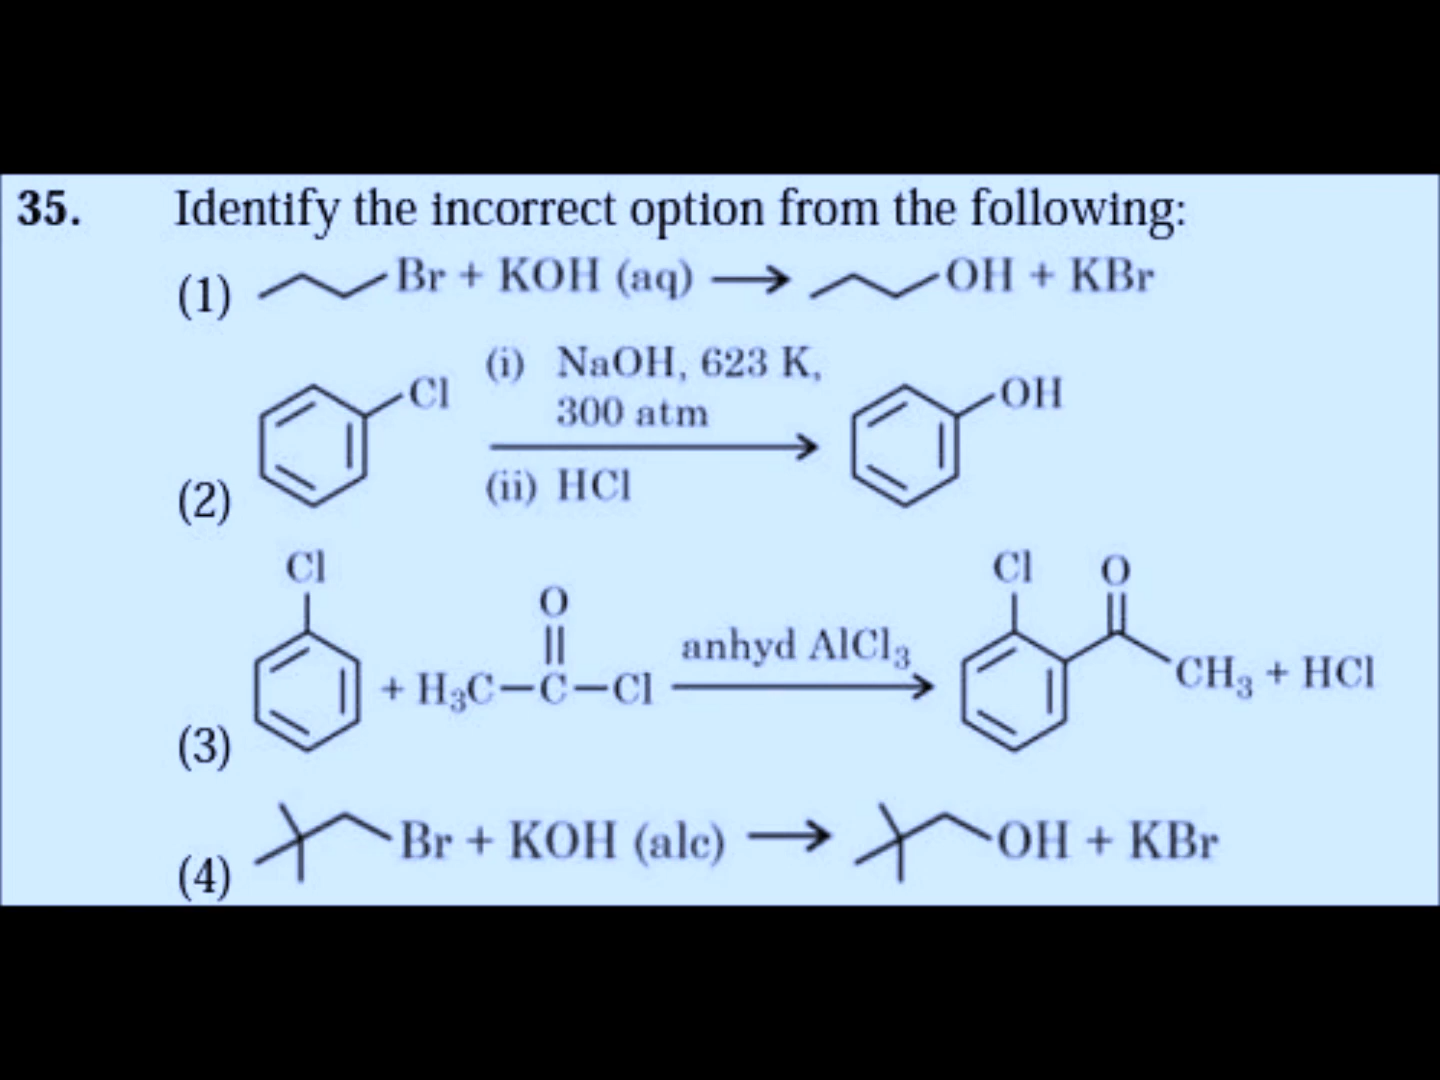 35. Identify the incorrect option from the following:
(1) Br + KOH (aq) → OH + KBr
(2) Cl (i) NaOH, 623 K, 300 atm (ii) HCl → OH
(3) Cl + H₃C–C–Cl O anhyd AlCl₃ → Cl O CH₃ + HCl
(4) Br + KOH (alc) → OH + KBr